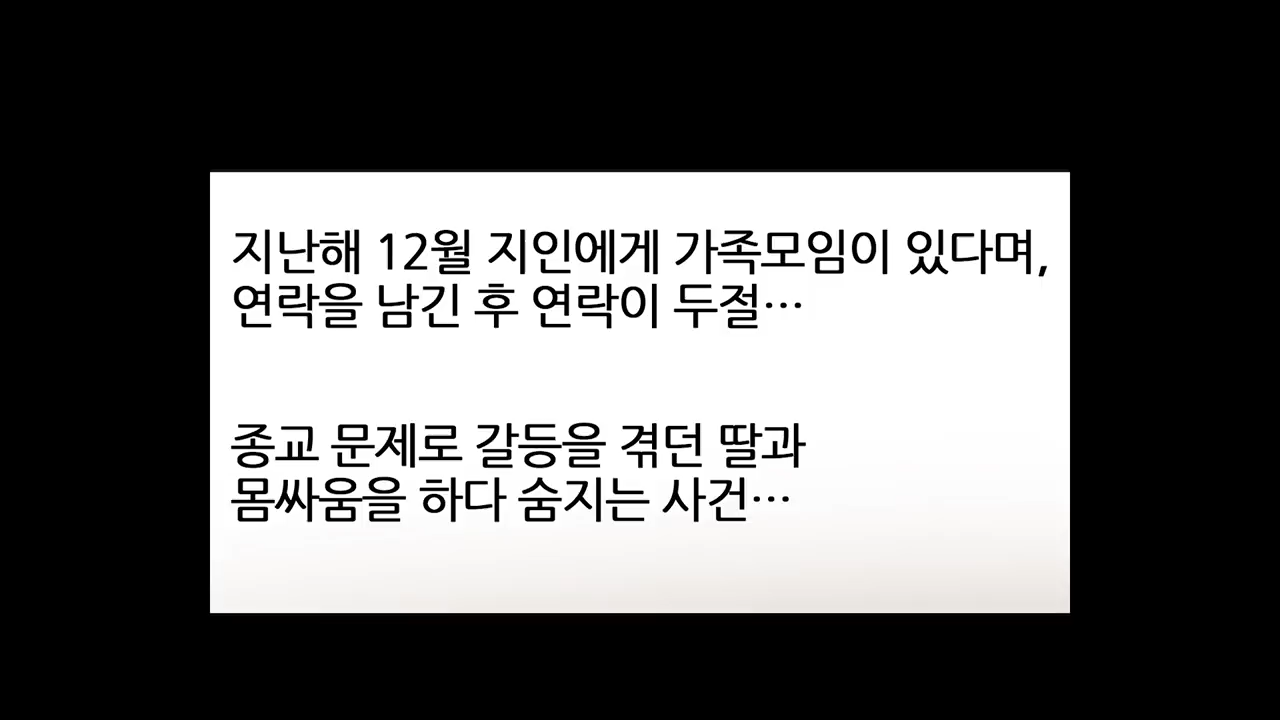 지난해 12월 지인에게 가족모임이 있다며,
연락을 남긴 후 연락이 두절…
종교 문제로 갈등을 겪던 딸과
몸싸움을 하다 숨지는 사건…